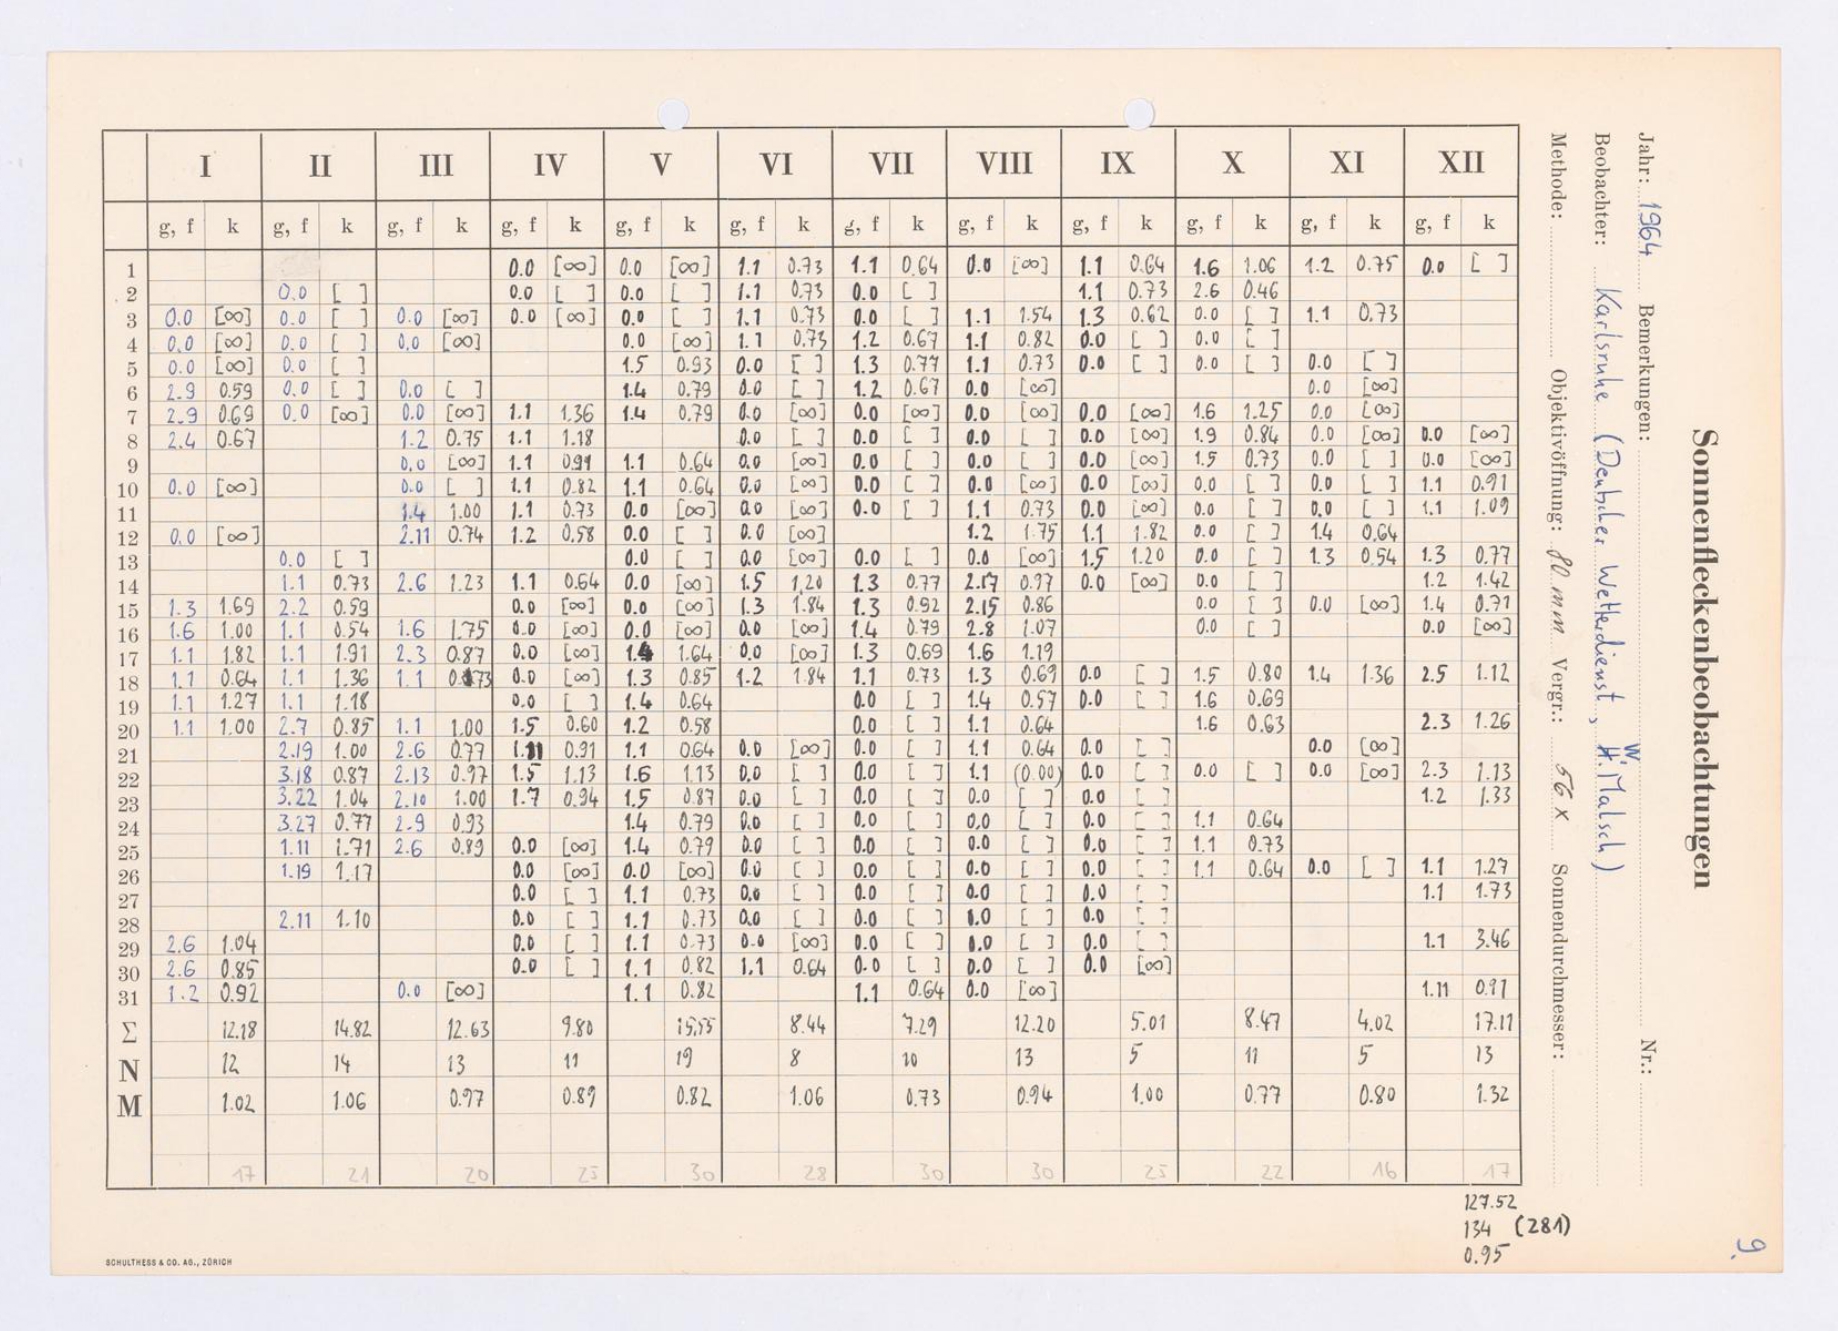 Sonnenfleckenbeobachtungen
Jahr: 1964 Bemerkungen: Nr.:
Beobachter: Karlsruhe (Deutscher Wetterdienst, W. Malsch)
Methode: Objektivöffnung: 80 mm Vergr.: 56 x Sonnendurchmesser:
I II III IV V VI VII VIII IX X XI XII
g, f k g, f k g, f k g, f k g, f k g, f k g, f k g, f k g, f k g, f k g, f k g, f k
1 0.0 [∞] 0.0 [∞] 1.1 0.73 1.1 0.64 0.0 [∞] 1.1 0.64 1.6 1.06 1.2 0.75 0.0 [ ]
2 0.0 [ ] 0.0 [ ] 0.0 [ ] 1.1 0.73 0.0 [ ] 1.1 0.73 2.6 0.46
3 0.0 [∞] 0.0 [ ] 0.0 [∞] 0.0 [∞] 0.0 [ ] 1.1 0.73 0.0 [ ] 1.1 1.54 1.3 0.62 0.0 [ ] 1.1 0.73
4 0.0 [∞] 0.0 [ ] 0.0 [∞] 0.0 [∞] 1.1 0.73 1.2 0.67 1.1 0.82 0.0 [ ] 0.0 [ ]
5 0.0 [∞] 0.0 [ ] 1.5 0.93 0.0 [ ] 1.3 0.77 1.1 0.73 0.0 [ ] 0.0 [ ] 0.0 [ ]
6 2.9 0.59 0.0 [ ] 0.0 [ ] 1.4 0.79 0.0 [ ] 1.2 0.67 0.0 [∞] 0.0 [∞]
7 2.9 0.69 0.0 [∞] 0.0 [∞] 1.1 1.36 1.4 0.79 0.0 [∞] 0.0 [∞] 0.0 [∞] 0.0 [∞] 1.6 1.25 0.0 [∞]
8 2.4 0.67 1.2 0.75 1.1 1.18 0.0 [ ] 0.0 [ ] 0.0 [ ] 0.0 [∞] 1.9 0.84 0.0 [∞] 0.0 [∞]
9 0.0 [∞] 1.1 0.91 1.1 0.64 0.0 [∞] 0.0 [ ] 0.0 [ ] 0.0 [∞] 1.5 0.73 0.0 [ ] 0.0 [∞]
10 0.0 [∞] 0.0 [ ] 1.1 0.82 1.1 0.64 0.0 [∞] 0.0 [ ] 0.0 [∞] 0.0 [∞] 0.0 [ ] 0.0 [ ] 1.1 0.91
11 1.4 1.00 1.1 0.73 0.0 [∞] 0.0 [∞] 0.0 [ ] 1.1 0.73 0.0 [∞] 0.0 [ ] 0.0 [ ] 1.1 1.09
12 0.0 [∞] 2.11 0.74 1.2 0.58 0.0 [ ] 0.0 [∞] 1.2 1.75 1.1 1.82 0.0 [ ] 1.4 0.64
13 0.0 [ ] 0.0 [ ] 0.0 [∞] 0.0 [ ] 0.0 [∞] 1.5 1.20 0.0 [ ] 1.3 0.54 1.3 0.77
14 1.1 0.73 2.6 1.23 1.1 0.64 0.0 [∞] 1.5 1.20 1.3 0.77 2.17 0.97 0.0 [∞] 0.0 [ ] 1.2 1.42
15 1.3 1.69 2.2 0.59 0.0 [∞] 0.0 [∞] 1.3 1.84 1.3 0.92 2.15 0.86 0.0 [ ] 0.0 [∞] 1.4 0.71
16 1.6 1.00 1.1 0.54 1.6 1.75 0.0 [∞] 0.0 [∞] 0.0 [∞] 1.4 0.79 2.8 1.07 0.0 [ ] 0.0 [∞]
17 1.1 1.82 1.1 1.91 2.3 0.87 0.0 [∞] 1.4 1.64 0.0 [∞] 1.3 0.69 1.6 1.19
18 1.1 0.64 1.1 1.36 1.1 0.73 0.0 [∞] 1.3 0.85 1.2 1.84 1.1 0.73 1.3 0.69 0.0 [ ] 1.5 0.80 1.4 1.36 2.5 1.12
19 1.1 1.27 1.1 1.18 0.0 [ ] 1.4 0.64 0.0 [ ] 1.4 0.57 0.0 [ ] 1.6 0.69
20 1.1 1.00 2.7 0.85 1.1 1.00 1.5 0.60 1.2 0.58 0.0 [ ] 1.1 0.64 1.6 0.63 2.3 1.26
21 2.19 1.00 2.6 0.77 1.11 0.91 1.1 0.64 0.0 [∞] 0.0 [ ] 1.1 0.64 0.0 [ ] 0.0 [∞]
22 3.18 0.87 2.13 0.97 1.5 1.13 1.6 1.13 0.0 [ ] 0.0 [ ] 1.1 (0.00) 0.0 [ ] 0.0 [ ] 0.0 [∞] 2.3 1.13
23 3.22 1.04 2.10 1.00 1.7 0.94 1.5 0.87 0.0 [ ] 0.0 [ ] 0.0 [ ] 0.0 [ ] 1.2 1.33
24 3.27 0.77 2.9 0.93 1.4 0.79 0.0 [ ] 0.0 [ ] 0.0 [ ] 0.0 [ ] 1.1 0.64
25 1.11 1.71 2.6 0.89 0.0 [∞] 1.4 0.79 0.0 [ ] 0.0 [ ] 0.0 [ ] 0.0 [ ] 1.1 0.73
26 1.19 1.17 0.0 [∞] 0.0 [∞] 0.0 [ ] 0.0 [ ] 0.0 [ ] 0.0 [ ] 1.1 0.64 0.0 [ ] 1.1 1.27
27 0.0 [ ] 1.1 0.73 0.0 [ ] 0.0 [ ] 0.0 [ ] 0.0 [ ] 1.1 1.73
28 2.11 1.10 0.0 [ ] 1.1 0.73 0.0 [ ] 0.0 [ ] 0.0 [ ] 0.0 [ ]
29 2.6 1.04 0.0 [ ] 1.1 0.73 0.0 [∞] 0.0 [ ] 0.0 [ ] 0.0 [ ] 1.1 3.46
30 2.6 0.85 0.0 [ ] 1.1 0.82 1.1 0.64 0.0 [ ] 0.0 [ ] 0.0 [∞]
31 1.2 0.92 0.0 [∞] 1.1 0.82 1.1 0.64 0.0 [∞] 1.11 0.91
Σ 12.18 14.82 12.63 9.80 15.55 8.44 7.29 12.20 5.01 8.47 4.02 17.11
N 12 14 13 11 19 8 10 13 5 11 5 13
M 1.02 1.06 0.97 0.89 0.82 1.06 0.73 0.94 1.00 0.77 0.80 1.32
17 21 20 25 30 28 30 30 25 22 16 17
127.52
134 (281)
0.95
9.
SCHULTHESS & CO. AG., ZÜRICH